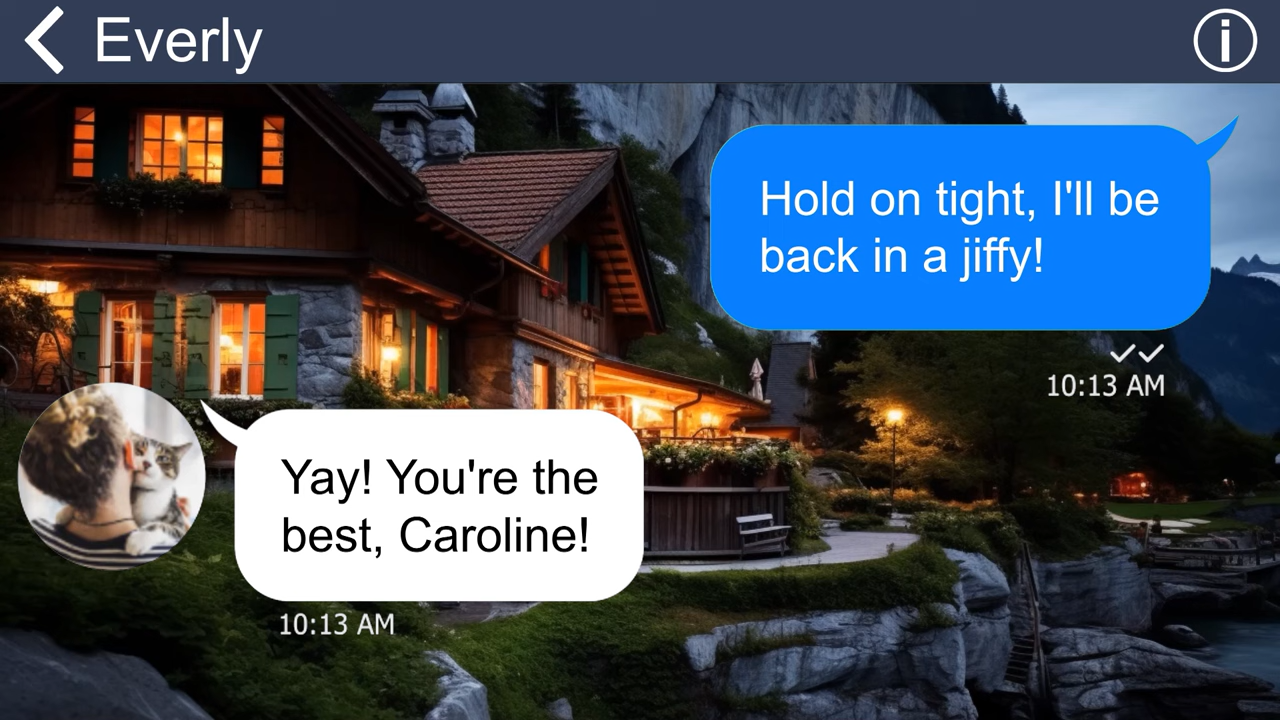 Everly
Hold on tight, I'll be
back in a jiffy!
10:13 AM
Yay! You're the
best, Caroline!
10:13 AM